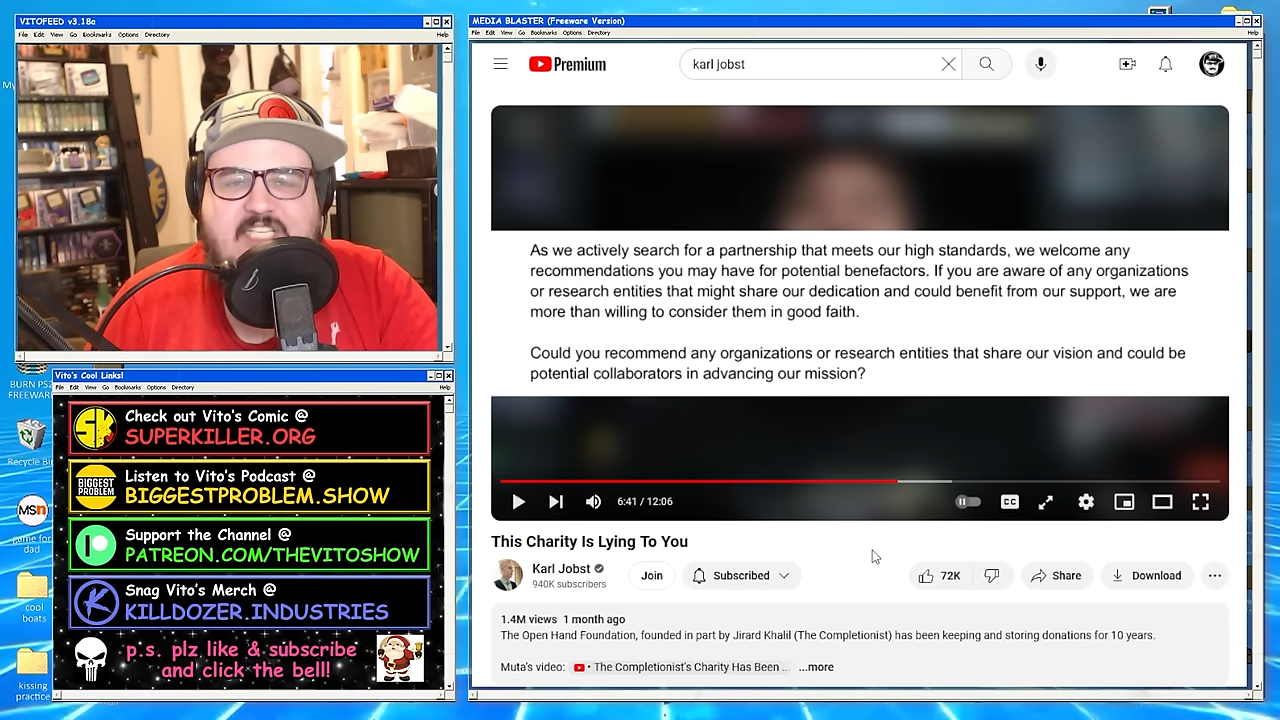 VITOFEED v3.18a
File Edit View Go Bookmarks Options Directory
Help
MEDIA BLASTER (Freeware Version)
File Edit View Go Bookmarks Options Directory
Help
Premium
karl jobst
As we actively search for a partnership that meets our high standards, we welcome any
recommendations you may have for potential benefactors. If you are aware of any organizations
or research entities that might share our dedication and could benefit from our support, we are
more than willing to consider them in good faith.
Could you recommend any organizations or research entities that share our vision and could be
potential collaborators in advancing our mission?
6:41 / 12:06
CC
This Charity Is Lying To You
Karl Jobst
940K subscribers
Join
Subscribed
72K
Share
Download
1.4M views 1 month ago
The Open Hand Foundation, founded in part by Jirard Khalil (The Completionist) has been keeping and storing donations for 10 years.
Muta's video: • The Completionist's Charity Has Been ... ...more
My
BURN PS2
FREEWARE
Recycle Bin
MSN
dad
cool
boats
kissing
practice
Vito's Cool Links!
File Edit View Go Bookmarks Options Directory
Help
SK
Check out Vito's Comic @
SUPERKILLER.ORG
BIGGEST
PROBLEM
Listen to Vito's Podcast @
BIGGESTPROBLEM.SHOW
Support the Channel @
PATREON.COM/THEVITOSHOW
K
Snag Vito's Merch @
KILLDOZER.INDUSTRIES
p.s. plz like & subscribe
and click the bell!